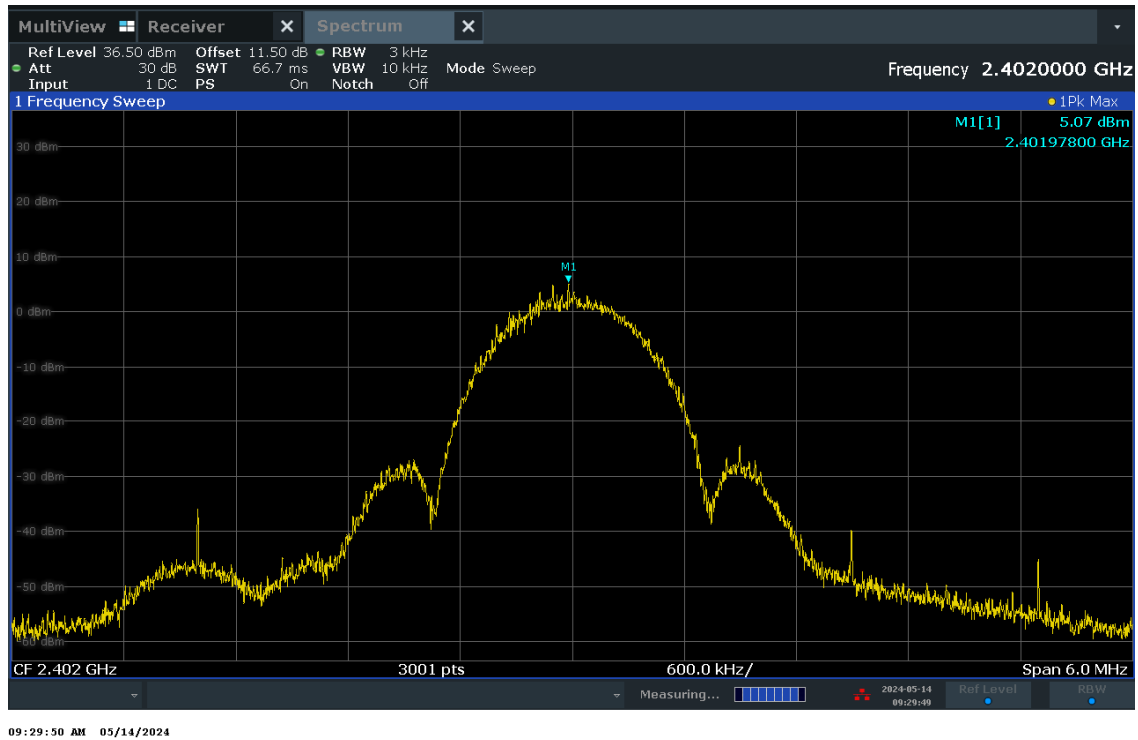 MultiView Receiver X Spectrum X
Ref Level 36.50 dBm Offset 11.50 dB RBW 3 kHz
Att 30 dB SWT 66.7 ms VBW 10 kHz Mode Sweep Frequency 2.4020000 GHz
Input 1 DC PS On Notch Off
1 Frequency Sweep 1Pk Max
M1[1] 5.07 dBm
2.40197800 GHz
30 dBm
20 dBm
10 dBm
M1
0 dBm
-10 dBm
-20 dBm
-30 dBm
-40 dBm
-50 dBm
-60 dBm
CF 2.402 GHz 3001 pts 600.0 kHz/ Span 6.0 MHz
Measuring... 2024-05-14 Ref Level RBW
09:29:49
09:29:50 AM 05/14/2024